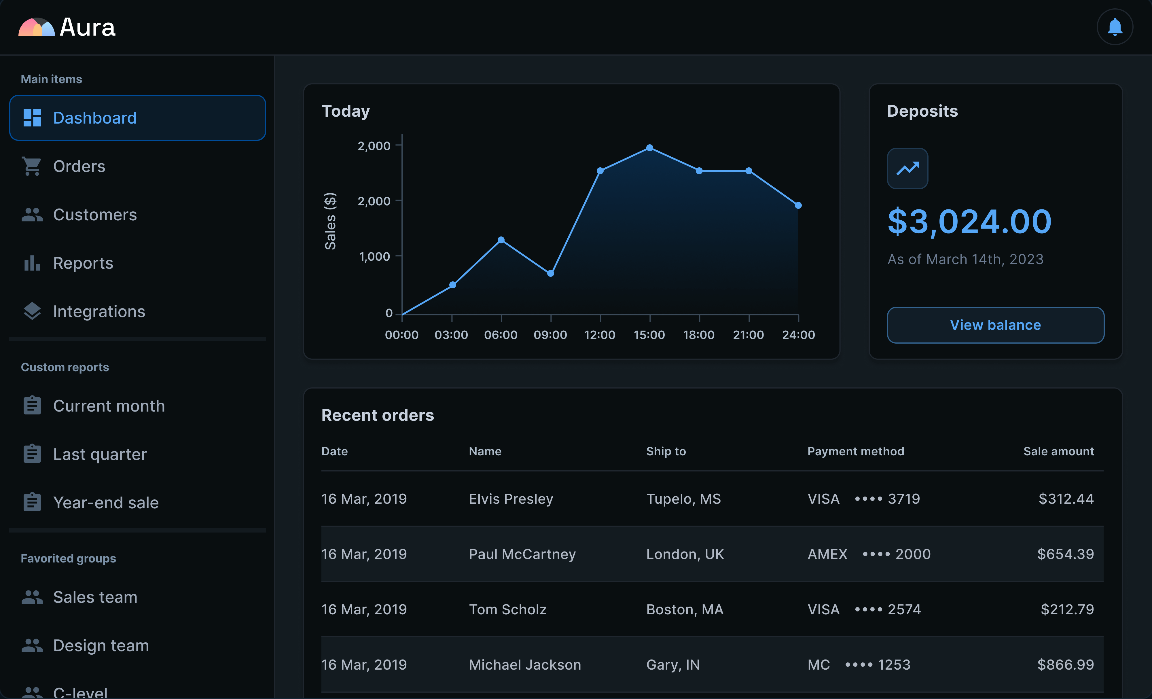 Aura
Main items
Dashboard
Orders
Customers
Reports
Integrations
Custom reports
Current month
Last quarter
Year-end sale
Favorited groups
Sales team
Design team
C-level
Today
Sales ($)
2,000
2,000
1,000
0
00:00 03:00 06:00 09:00 12:00 15:00 18:00 21:00 24:00
Deposits
$3,024.00
As of March 14th, 2023
View balance
Recent orders
Date Name Ship to Payment method Sale amount
16 Mar, 2019 Elvis Presley Tupelo, MS VISA •••• 3719 $312.44
16 Mar, 2019 Paul McCartney London, UK AMEX •••• 2000 $654.39
16 Mar, 2019 Tom Scholz Boston, MA VISA •••• 2574 $212.79
16 Mar, 2019 Michael Jackson Gary, IN MC •••• 1253 $866.99